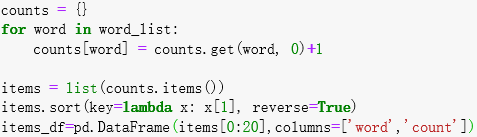 counts = {}
for word in word_list:
    counts[word] = counts.get(word, 0)+1
items = list(counts.items())
items.sort(key=lambda x: x[1], reverse=True)
items_df=pd.DataFrame(items[0:20],columns=['word','count'])